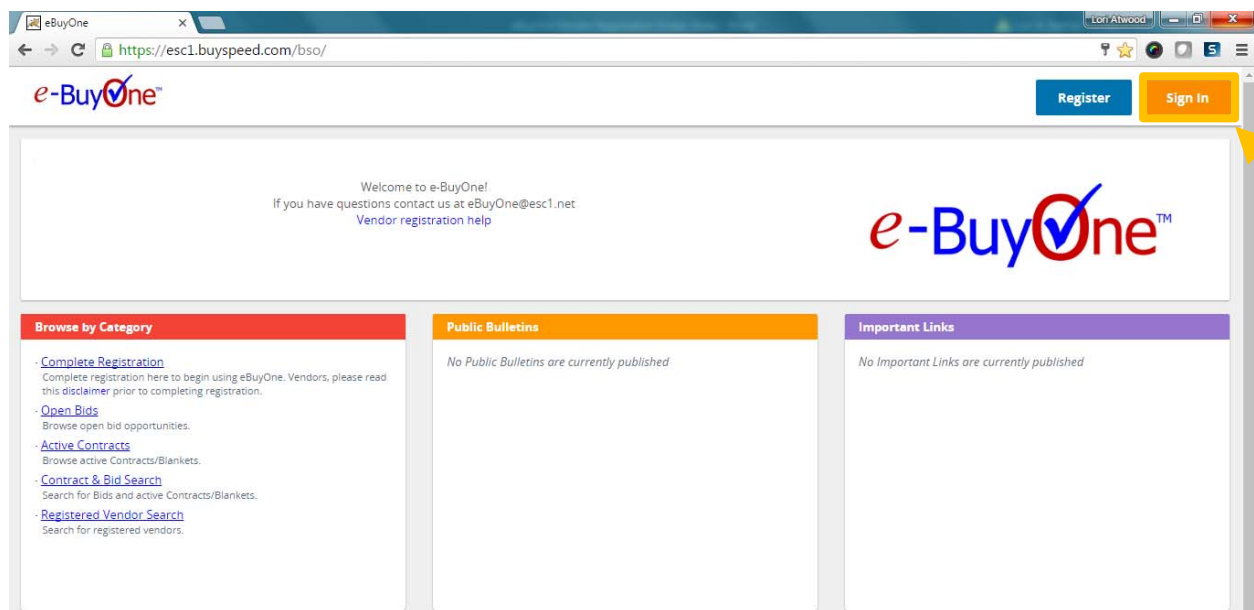 eBuyOne
Lori Atwood
https://esc1.buyspeed.com/bso/
e-BuyOne™
Register
Sign In
Welcome to e-BuyOne!
If you have questions contact us at eBuyOne@esc1.net
Vendor registration help
e-BuyOne™
Browse by Category
· Complete Registration
Complete registration here to begin using eBuyOne. Vendors, please read
this disclaimer prior to completing registration.
· Open Bids
Browse open bid opportunities.
· Active Contracts
Browse active Contracts/Blankets.
· Contract & Bid Search
Search for Bids and active Contracts/Blankets.
· Registered Vendor Search
Search for registered vendors.
Public Bulletins
No Public Bulletins are currently published
Important Links
No Important Links are currently published